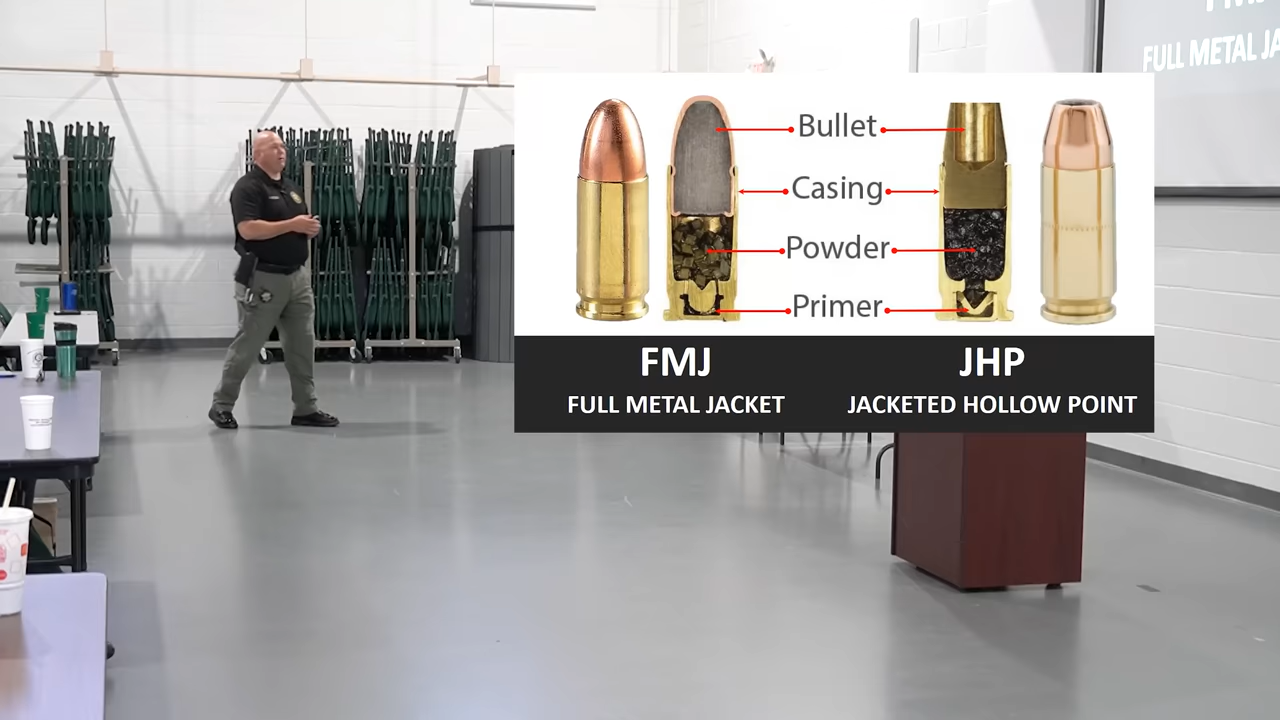 FULL METAL JA
Bullet
Casing
Powder
Primer
FMJ
FULL METAL JACKET
JHP
JACKETED HOLLOW POINT